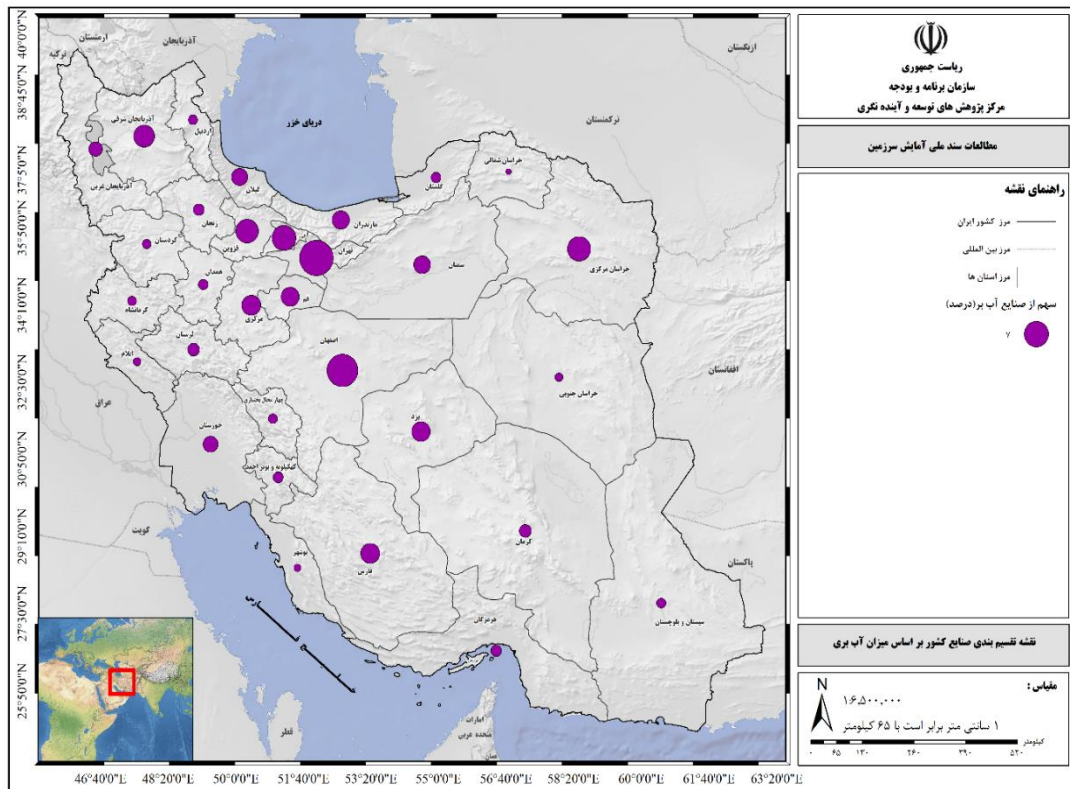 ریاست جمهوری
سازمان برنامه و بودجه
مرکز پژوهش های توسعه و آینده نگری
مطالعات سند ملی آمایش سرزمین
راهنمای نقشه
مرز کشور ایران
مرز بین المللی
مرز استان ها
سهم از صنایع آب بر(درصد)
۷
نقشه تقسیم بندی صنایع کشور بر اساس میزان آب بری
مقیاس :
N
۱:۶,۵۰۰,۰۰۰
۱ سانتی متر برابر است با ۶۵ کیلومتر
کیلومتر
۰ ۶۵ ۱۳۰ ۲۶۰ ۳۹۰ ۵۲۰
ارمنستان
ترکیه
آذربایجان
ازبکستان
ترکمنستان
دریای خزر
آذربایجان شرقی
اردبیل
آذربایجان غربی
گیلان
زنجان
کردستان
قزوین
مازندران
تهران
گلستان
خراسان شمالی
سمنان
خراسان مرکزی
همدان
کرمانشاه
مرکزی
قم
لرستان
ایلام
اصفهان
خراسان جنوبی
افغانستان
عراق
چهار محال بختیاری
خوزستان
یزد
کهگیلویه و بویر احمد
کویت
بوشهر
فارس
کرمان
پاکستان
سیستان و بلوچستان
هرمزگان
قطر
امارات
متحده عربی
عمان
40°0'0"N
38°45'0"N
37°5'0"N
35°50'0"N
34°10'0"N
32°30'0"N
30°50'0"N
29°10'0"N
27°30'0"N
25°50'0"N
46°40'0"E 48°20'0"E 50°0'0"E 51°40'0"E 53°20'0"E 55°0'0"E 56°40'0"E 58°20'0"E 60°0'0"E 61°40'0"E 63°20'0"E